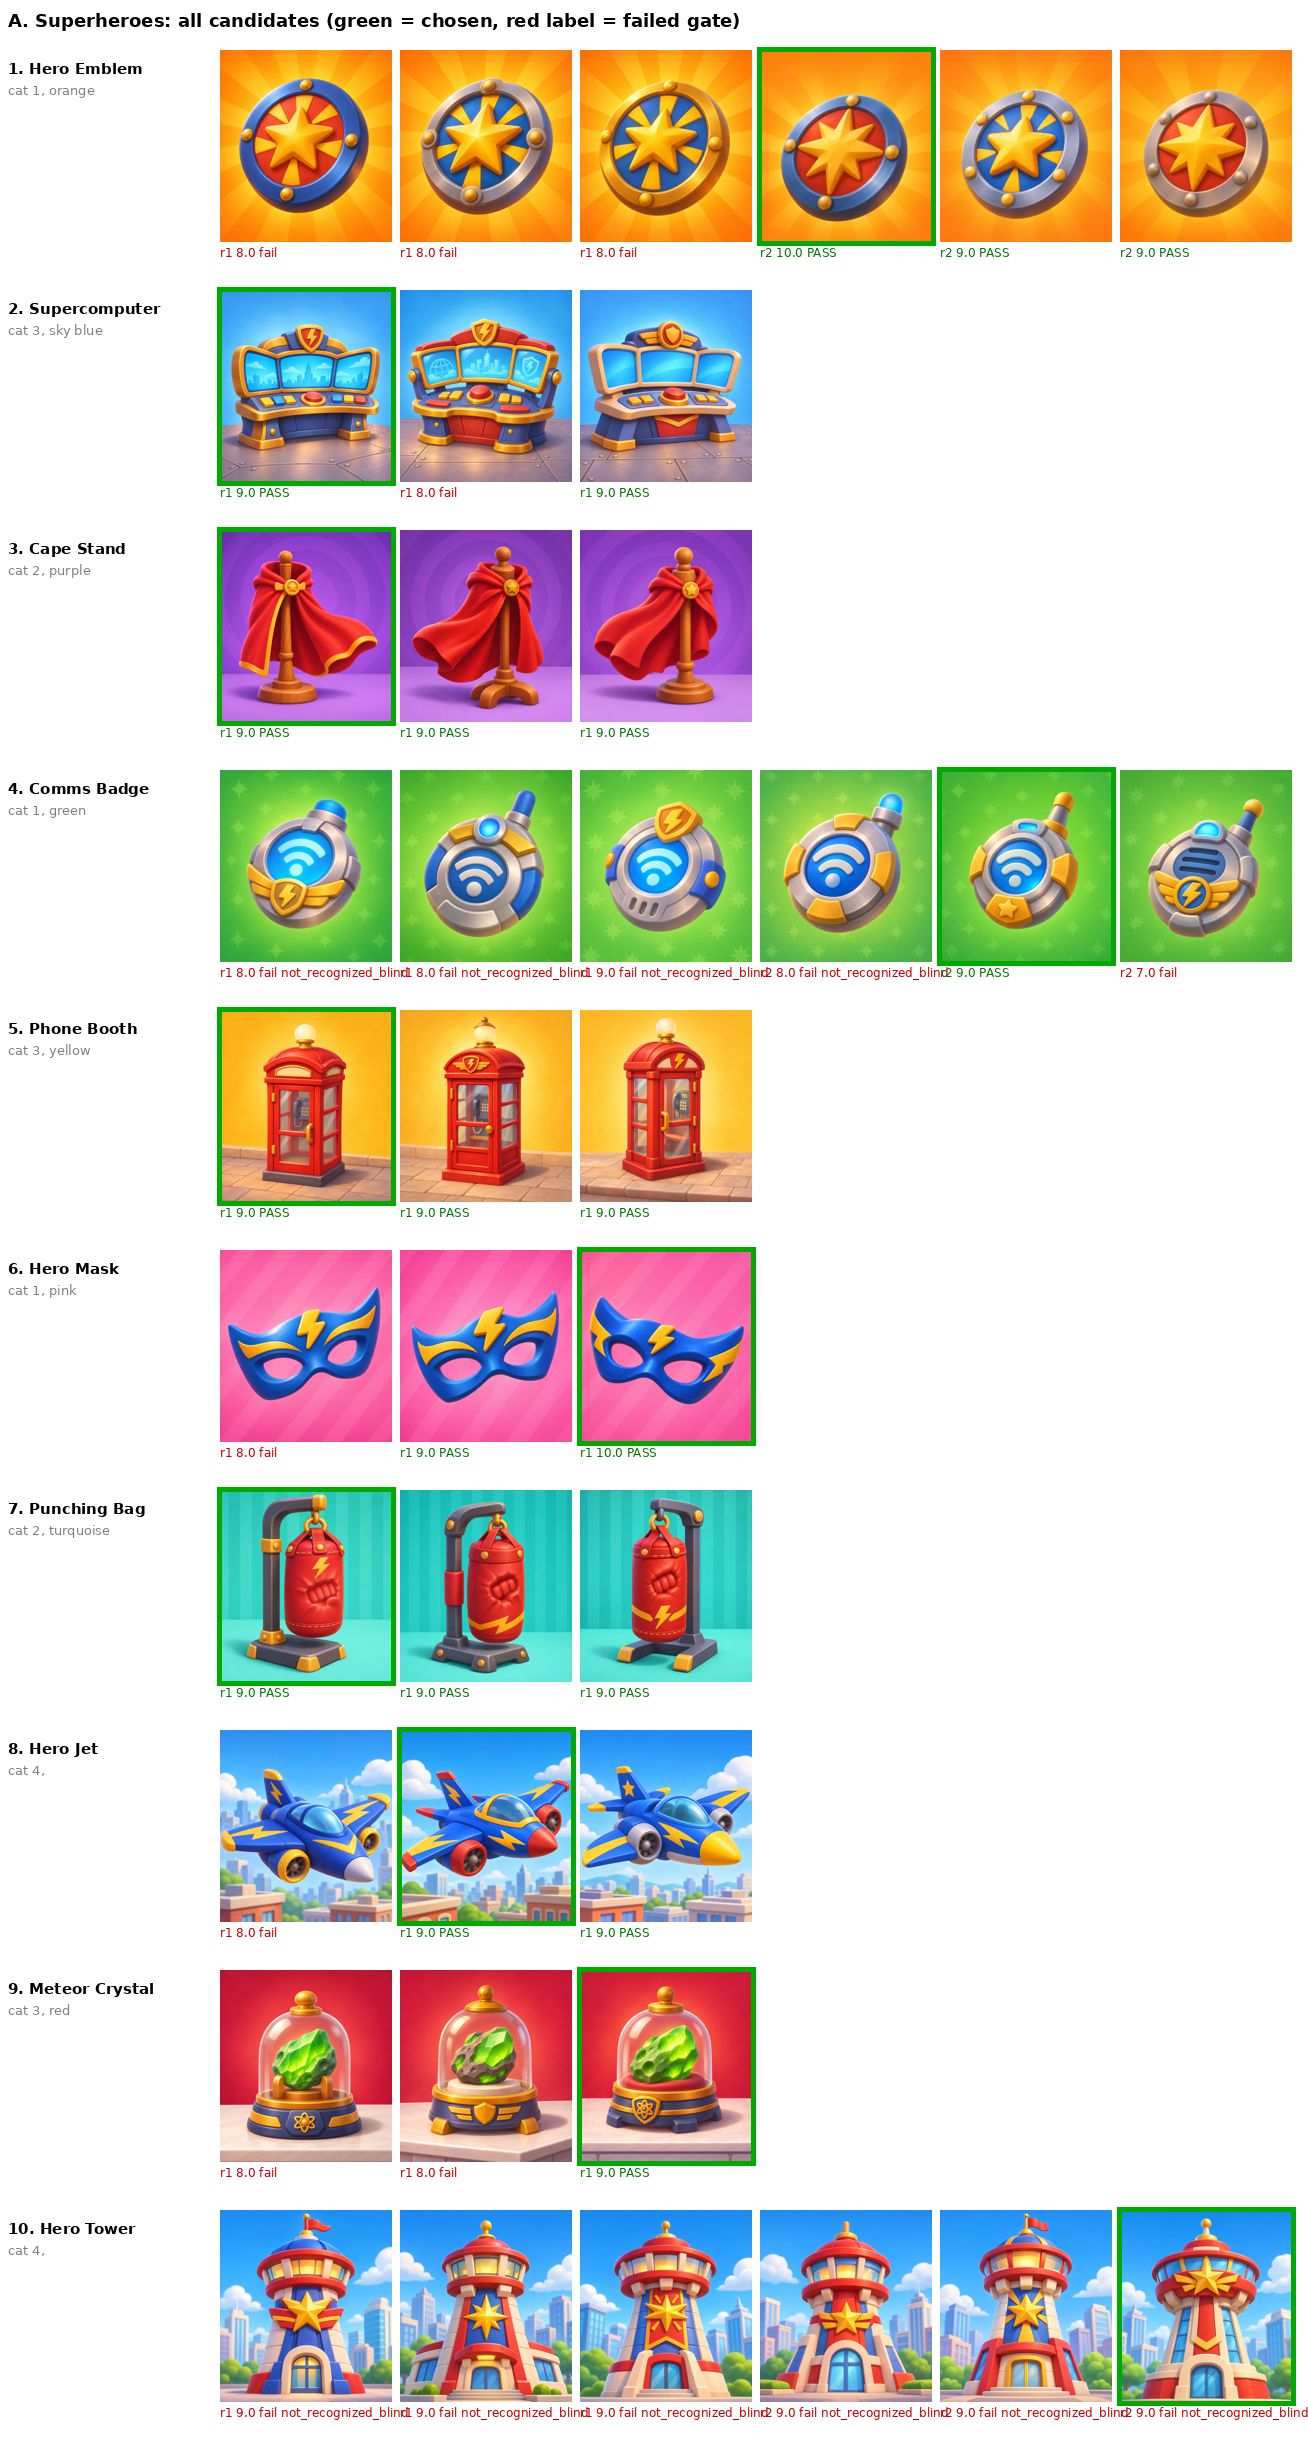 A. Superheroes: all candidates (green = chosen, red label = failed gate)
1. Hero Emblem
cat 1, orange
r1 8.0 fail
r1 8.0 fail
r1 8.0 fail
r2 10.0 PASS
r2 9.0 PASS
r2 9.0 PASS
2. Supercomputer
cat 3, sky blue
r1 9.0 PASS
r1 8.0 fail
r1 9.0 PASS
3. Cape Stand
cat 2, purple
r1 9.0 PASS
r1 9.0 PASS
r1 9.0 PASS
4. Comms Badge
cat 1, green
r1 8.0 fail not_recognized_blind
r1 8.0 fail not_recognized_blind
r1 9.0 fail not_recognized_blind
r2 8.0 fail not_recognized_blind
r2 9.0 PASS
r2 7.0 fail
5. Phone Booth
cat 3, yellow
r1 9.0 PASS
r1 9.0 PASS
r1 9.0 PASS
6. Hero Mask
cat 1, pink
r1 8.0 fail
r1 9.0 PASS
r1 10.0 PASS
7. Punching Bag
cat 2, turquoise
r1 9.0 PASS
r1 9.0 PASS
r1 9.0 PASS
8. Hero Jet
cat 4,
r1 8.0 fail
r1 9.0 PASS
r1 9.0 PASS
9. Meteor Crystal
cat 3, red
r1 8.0 fail
r1 8.0 fail
r1 9.0 PASS
10. Hero Tower
cat 4,
r1 9.0 fail not_recognized_blind
r1 9.0 fail not_recognized_blind
r1 9.0 fail not_recognized_blind
r2 9.0 fail not_recognized_blind
r2 9.0 fail not_recognized_blind
r2 9.0 fail not_recognized_blind